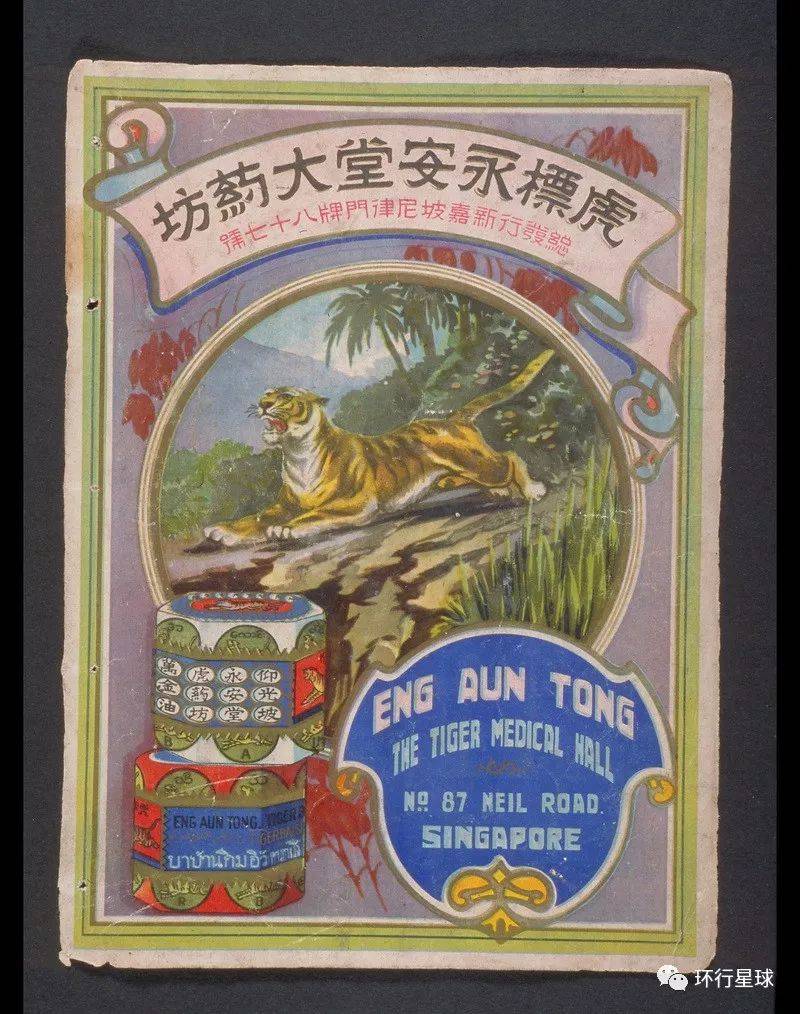 虎標永安堂大葯坊
總發行新嘉坡尼律門牌八十七號
仰光坡
永安堂
虎葯坊
萬金油
B A
ENG AUN TONG
R B
ENG AUN TONG
THE TIGER MEDICAL HALL
Nº 87 NEIL ROAD.
SINGAPORE
环行星球